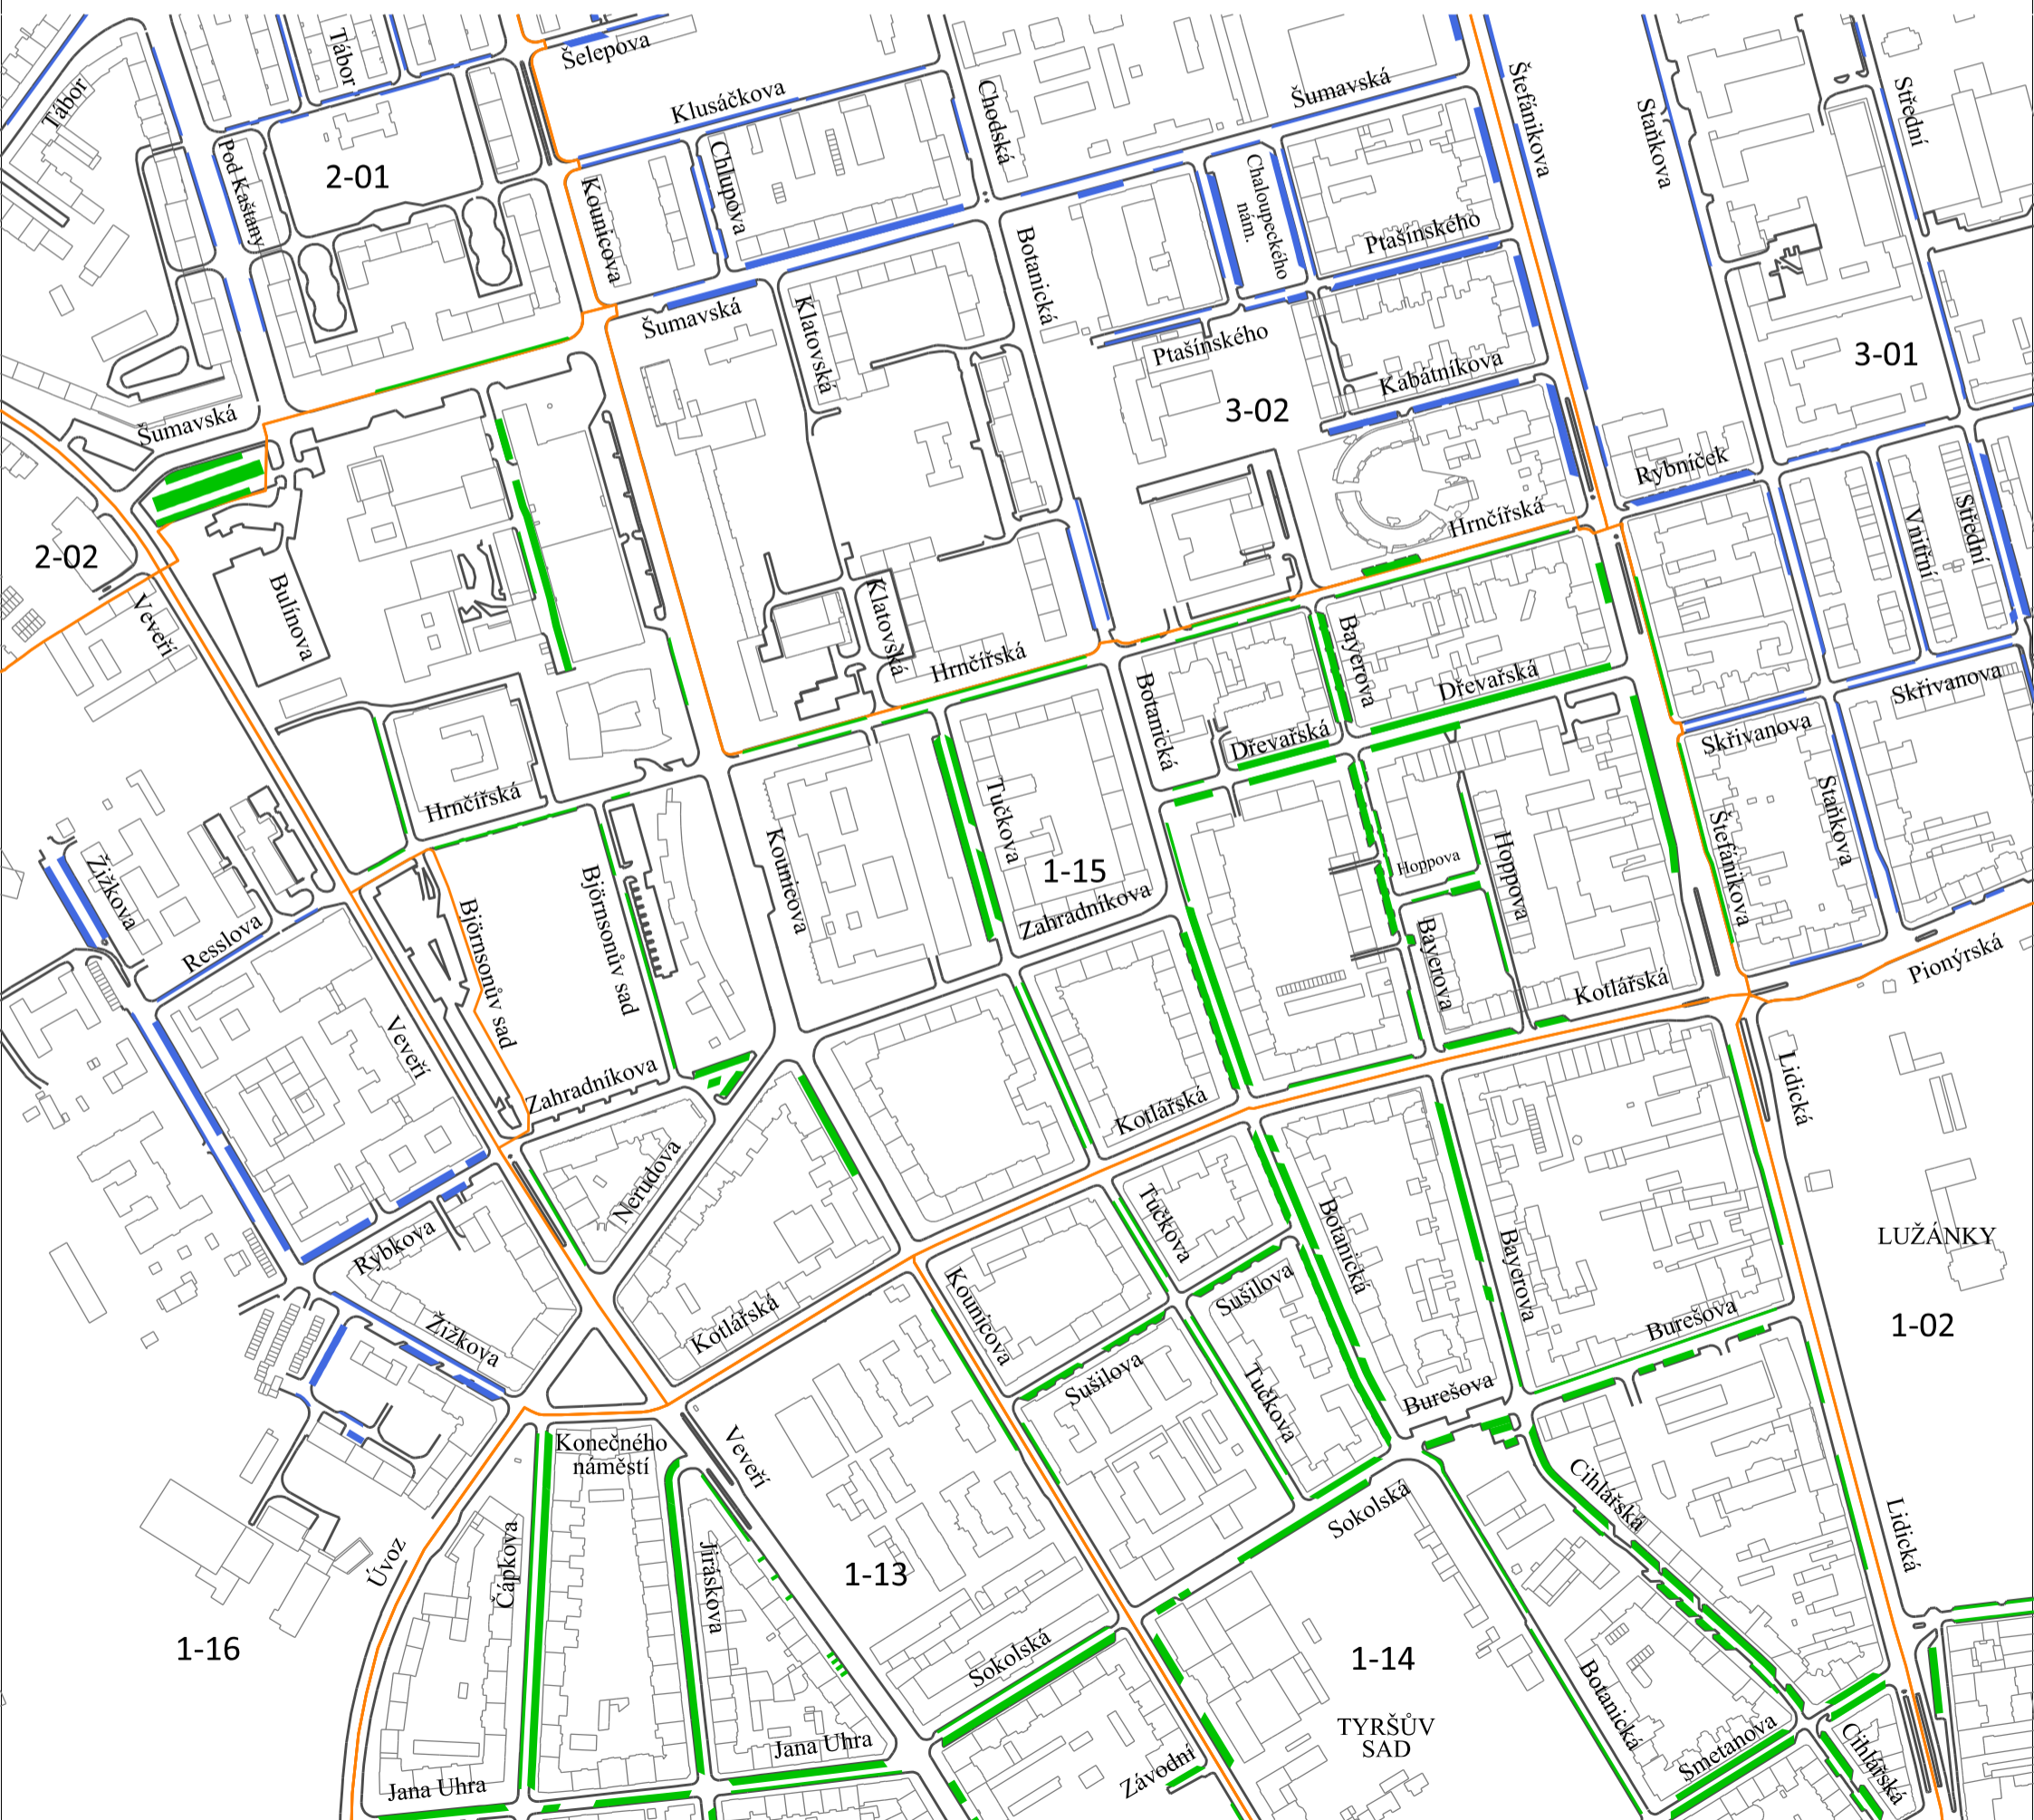 Šelepova
Tábor
Tábor
Klusáčkova
Chodská
Šumavská
Štefánikova
Staňkova
Střední
Pod Kaštany
2-01
Kounicova
Chlupova
Chaloupeckého
nám.
Ptašínského
Botanická
Šumavská
Klatovská
Ptašínského
Kabátníkova
3-01
3-02
Šumavská
Rybníček
Hrnčířská
Vnitřní
Střední
2-02
Bulínova
Veveří
Klatovská
Hrnčířská
Botanická
Bayerova
Dřevařská
Skřivanova
Dřevařská
Skřivanova
Hrnčířská
Tučkova
Kounicova
Štefánikova
Staňkova
Hoppova
Hoppova
1-15
Žižkova
Björnsonův sad
Björnsonův sad
Zahradníkova
Resslova
Bayerova
Kotlářská
Pionýrská
Veveří
Zahradníkova
Kotlářská
Lidická
Nerudova
Tučkova
Botanická
Bayerova
LUŽÁNKY
Rybkova
Sušilova
Kounicova
Kotlářská
Žižkova
Burešova
1-02
Sušilova
Tučkova
Burešova
Konečného
náměstí
Veveří
Cihlářská
Sokolská
Lidická
Úvoz
Čápkova
Jiráskova
1-13
1-16
Sokolská
1-14
Botanická
TYRŠŮV
SAD
Jana Uhra
Závodní
Smetanova
Cihlářská
Jana Uhra